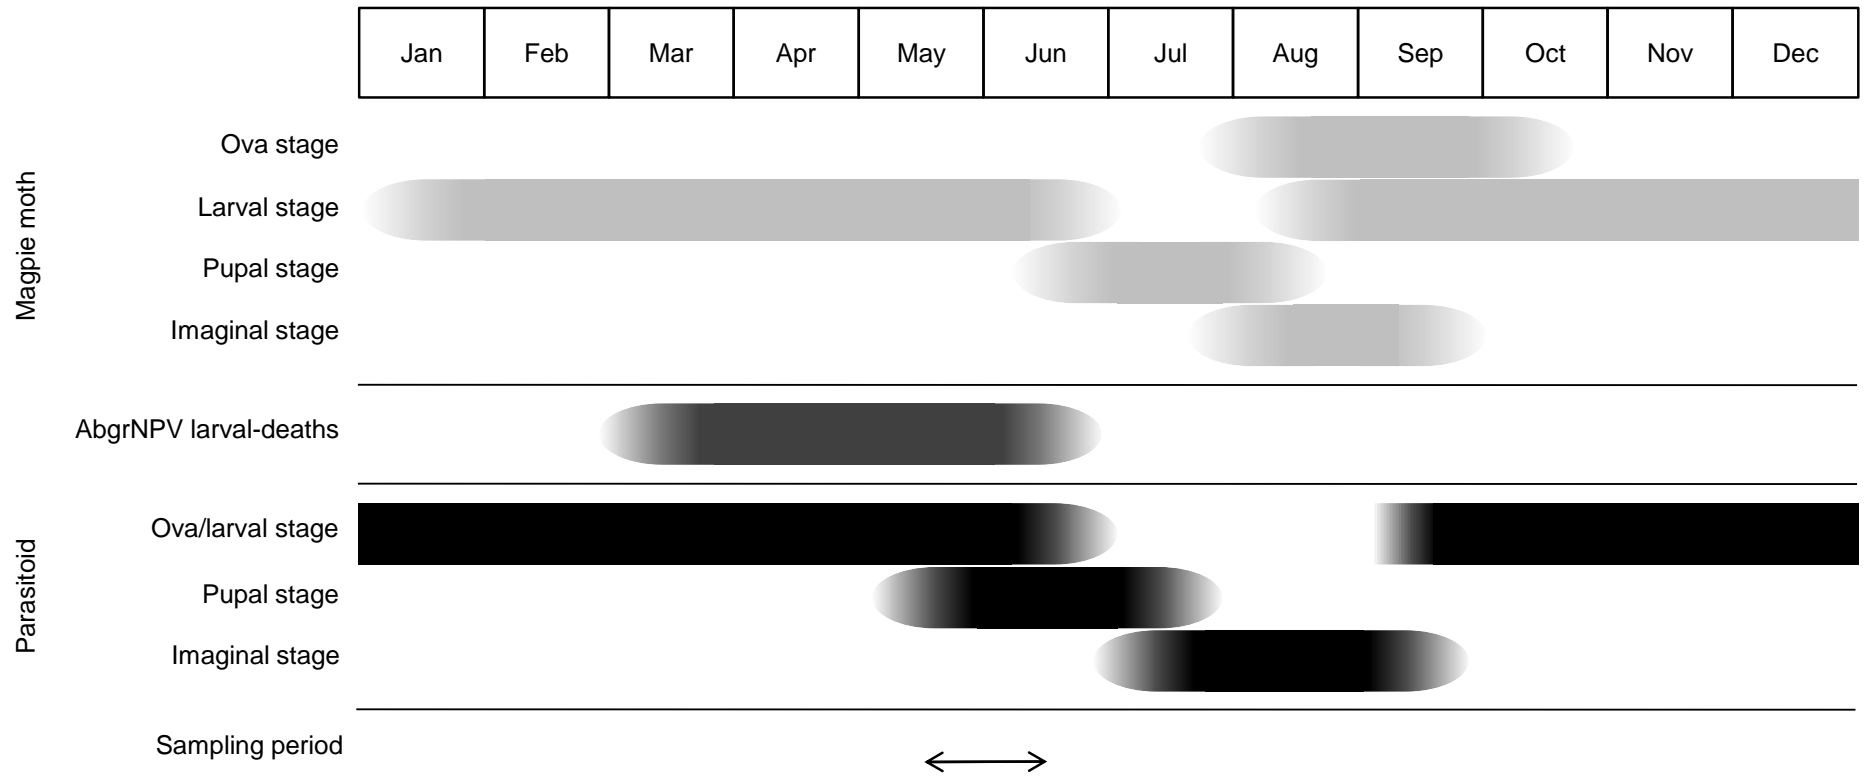 Jan Feb Mar Apr May Jun Jul Aug Sep Oct Nov Dec
Magpie moth
Ova stage
Larval stage
Pupal stage
Imaginal stage
AbgrNPV larval-deaths
Parasitoid
Ova/larval stage
Pupal stage
Imaginal stage
Sampling period